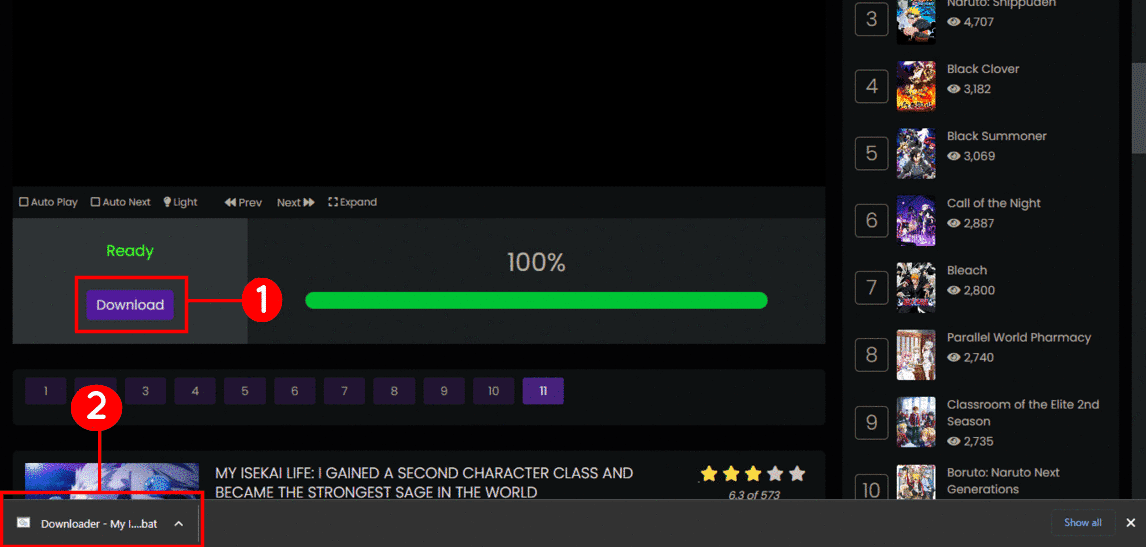 Auto Play Auto Next Light Prev Next Expand
Ready
Download
1
100%
1 3 4 5 6 7 8 9 10 11
2
MY ISEKAI LIFE: I GAINED A SECOND CHARACTER CLASS AND
BECAME THE STRONGEST SAGE IN THE WORLD
6.3 of 573
3
Naruto: Shippuden
4,707
4
Black Clover
3,182
5
Black Summoner
3,069
6
Call of the Night
2,887
7
Bleach
2,800
8
Parallel World Pharmacy
2,740
9
Classroom of the Elite 2nd
Season
2,735
10
Boruto: Naruto Next
Generations
Downloader - My I....bat
Show all